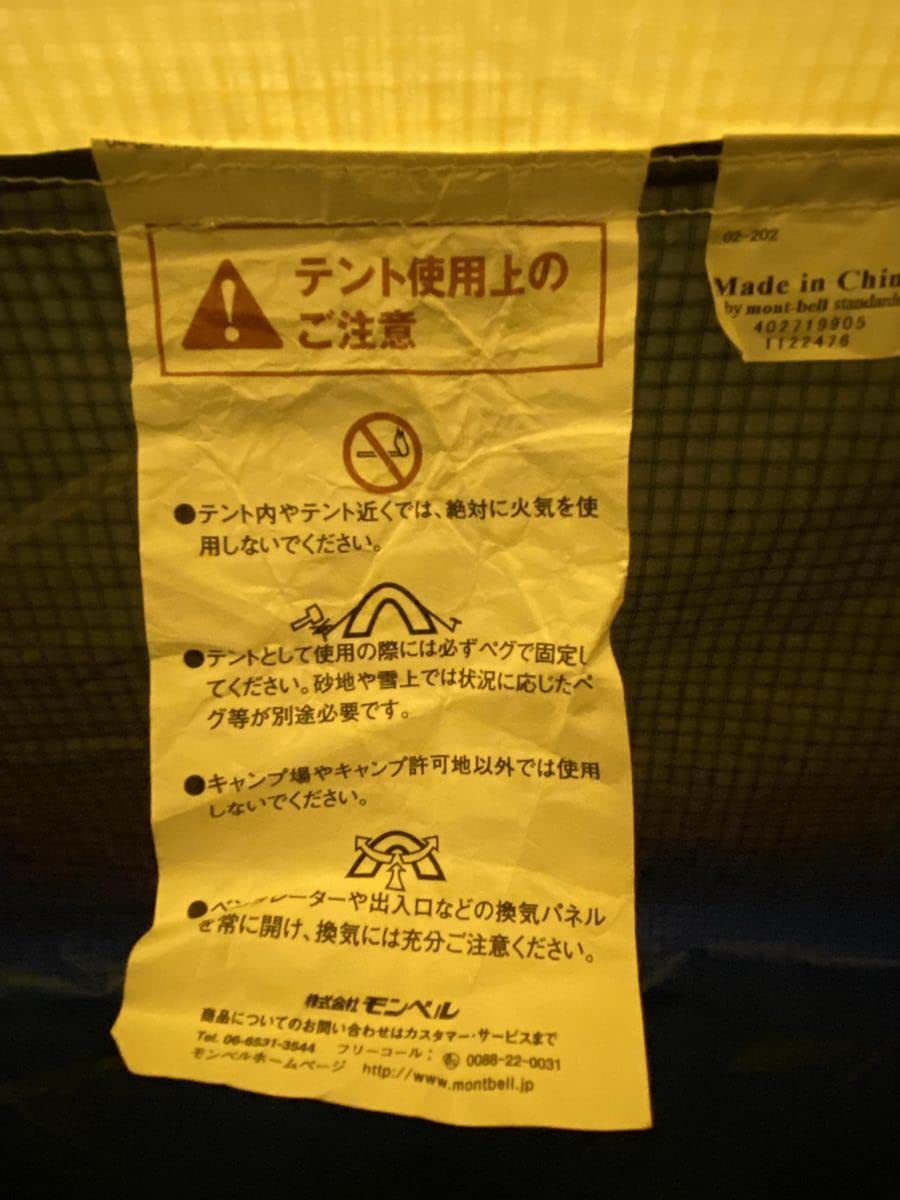 テント使用上の
ご注意
●テント内やテント近くでは、絶対に火気を使
用しないでください。
●テントとして使用の際には必ずペグで固定し
てください。砂地や雪上では状況に応じたペ
グ等が別途必要です。
●キャンプ場やキャンプ許可地以外では使用
しないでください。
●ベンチレーターや出入口などの換気パネル
を常に開け、換気には充分ご注意ください。
株式会社モンベル
商品についてのお問い合わせはカスタマー・サービスまで
Tel. 06-6531-3544 フリーコール: 0088-22-0031
モンベルホームページ http://www.montbell.jp
02-202
Made in Chin
by mont-bell standards
402719905
1122476